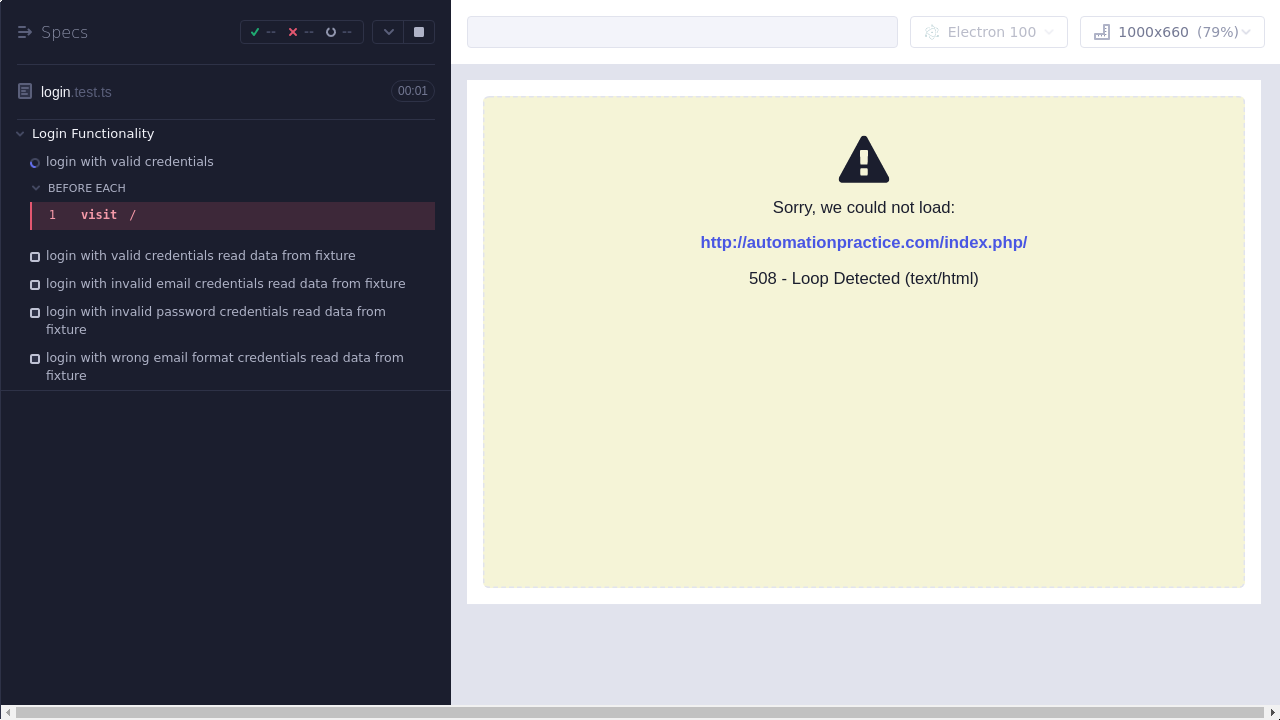 Specs
--
--
--
login.test.ts
00:01
Login Functionality
login with valid credentials
BEFORE EACH
1 visit /
login with valid credentials read data from fixture
login with invalid email credentials read data from fixture
login with invalid password credentials read data from
fixture
login with wrong email format credentials read data from
fixture
Electron 100
1000x660 (79%)
Sorry, we could not load:
http://automationpractice.com/index.php/
508 - Loop Detected (text/html)